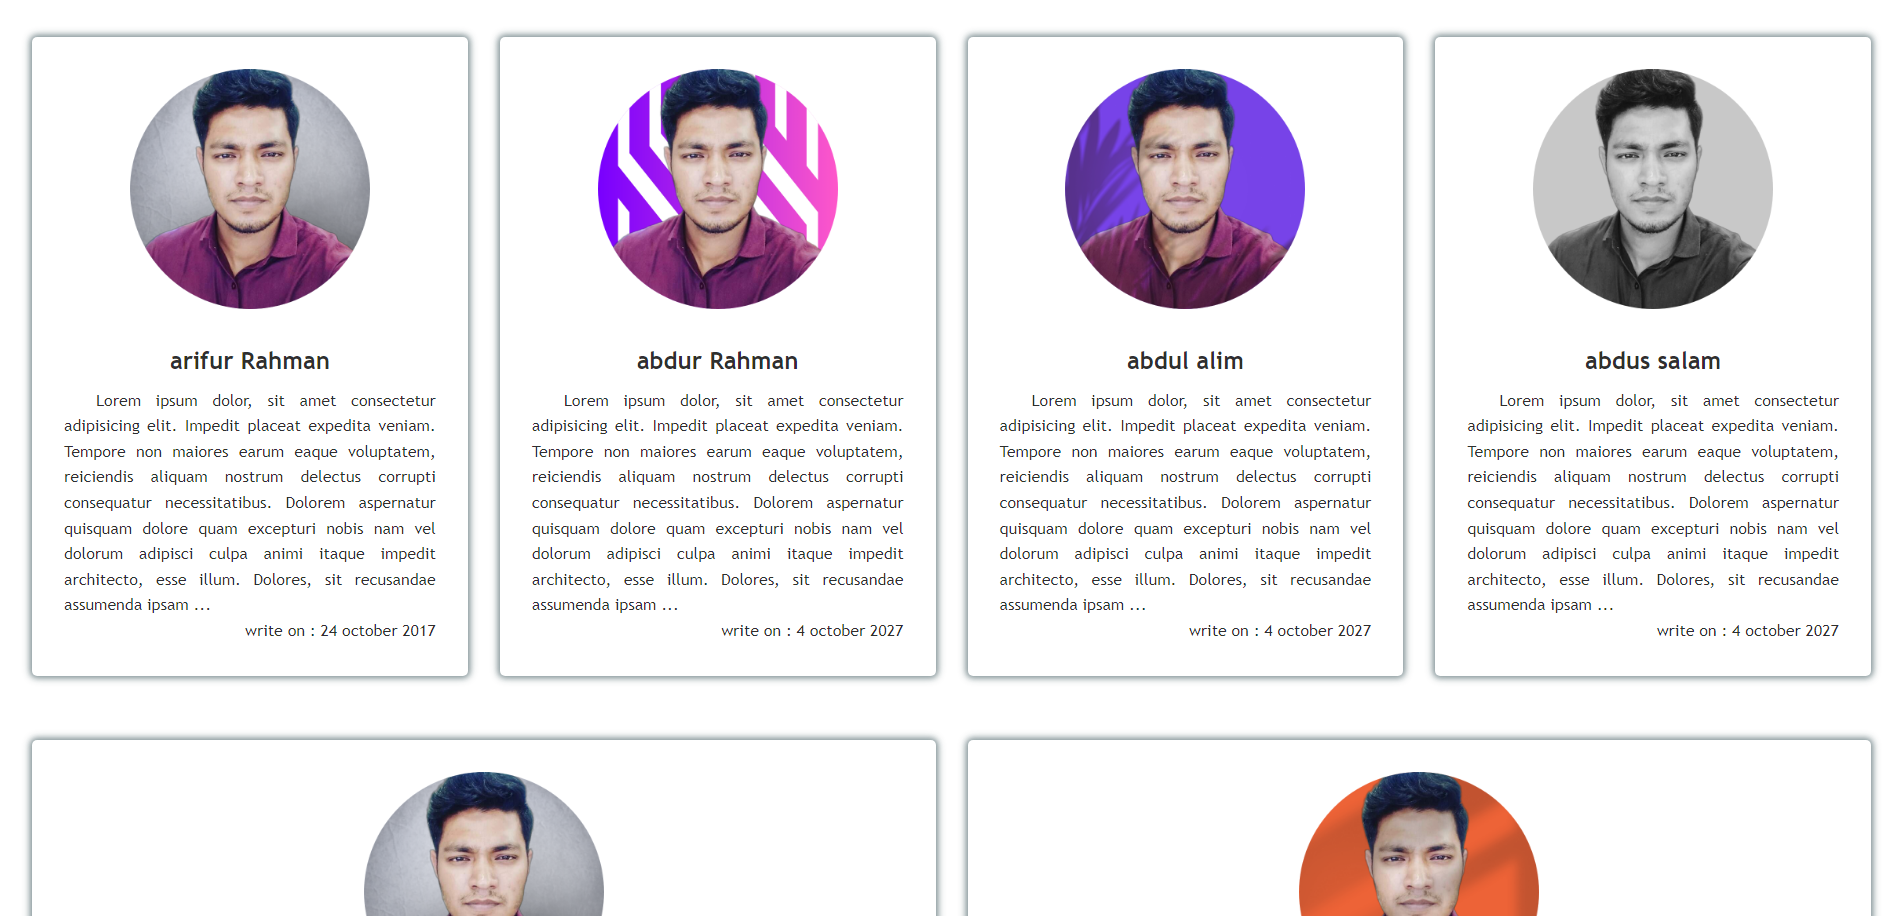 arifur Rahman
Lorem ipsum dolor, sit amet consectetur
adipisicing elit. Impedit placeat expedita veniam.
Tempore non maiores earum eaque voluptatem,
reiciendis aliquam nostrum delectus corrupti
consequatur necessitatibus. Dolorem aspernatur
quisquam dolore quam excepturi nobis nam vel
dolorum adipisci culpa animi itaque impedit
architecto, esse illum. Dolores, sit recusandae
assumenda ipsam ...
write on : 24 october 2017
abdur Rahman
Lorem ipsum dolor, sit amet consectetur
adipisicing elit. Impedit placeat expedita veniam.
Tempore non maiores earum eaque voluptatem,
reiciendis aliquam nostrum delectus corrupti
consequatur necessitatibus. Dolorem aspernatur
quisquam dolore quam excepturi nobis nam vel
dolorum adipisci culpa animi itaque impedit
architecto, esse illum. Dolores, sit recusandae
assumenda ipsam ...
write on : 4 october 2027
abdul alim
Lorem ipsum dolor, sit amet consectetur
adipisicing elit. Impedit placeat expedita veniam.
Tempore non maiores earum eaque voluptatem,
reiciendis aliquam nostrum delectus corrupti
consequatur necessitatibus. Dolorem aspernatur
quisquam dolore quam excepturi nobis nam vel
dolorum adipisci culpa animi itaque impedit
architecto, esse illum. Dolores, sit recusandae
assumenda ipsam ...
write on : 4 october 2027
abdus salam
Lorem ipsum dolor, sit amet consectetur
adipisicing elit. Impedit placeat expedita veniam.
Tempore non maiores earum eaque voluptatem,
reiciendis aliquam nostrum delectus corrupti
consequatur necessitatibus. Dolorem aspernatur
quisquam dolore quam excepturi nobis nam vel
dolorum adipisci culpa animi itaque impedit
architecto, esse illum. Dolores, sit recusandae
assumenda ipsam ...
write on : 4 october 2027